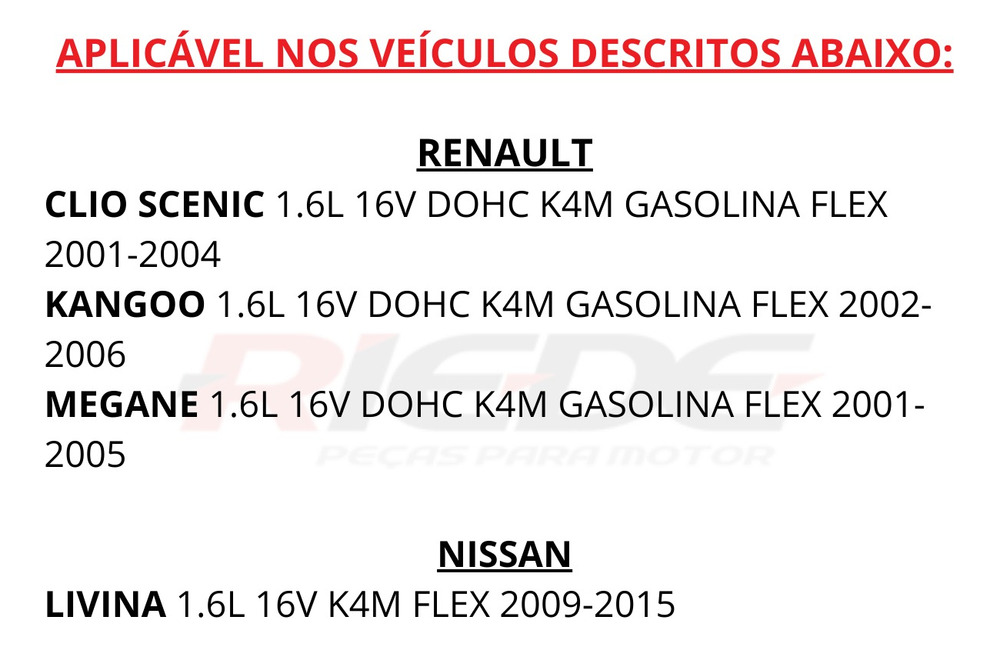 APLICÁVEL NOS VEÍCULOS DESCRITOS ABAIXO:
RENAULT
CLIO SCENIC 1.6L 16V DOHC K4M GASOLINA FLEX
2001-2004
KANGOO 1.6L 16V DOHC K4M GASOLINA FLEX 2002-
2006
RIEDE
MEGANE 1.6L 16V DOHC K4M GASOLINA FLEX 2001-
2005
PEÇAS PARA MOTOR
NISSAN
LIVINA 1.6L 16V K4M FLEX 2009-2015